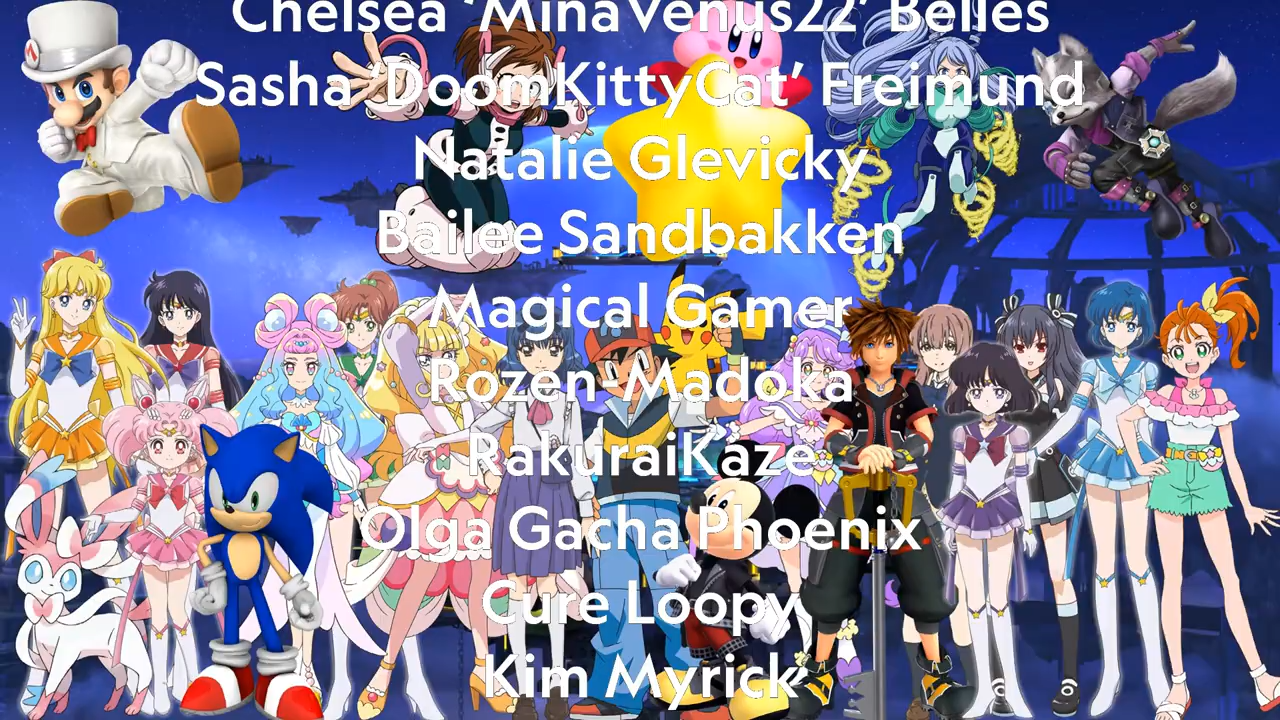 Chelsea ‘MinaVenus22’ Belles
Sasha ‘DoomKittyCat’ Freimund
Natalie Glevicky
Bailee Sandbakken
Magical Gamer
Rozen-Madoka
RakuraiKaze
Olga Gacha Phoenix
Cure Loopy
Kim Myrick